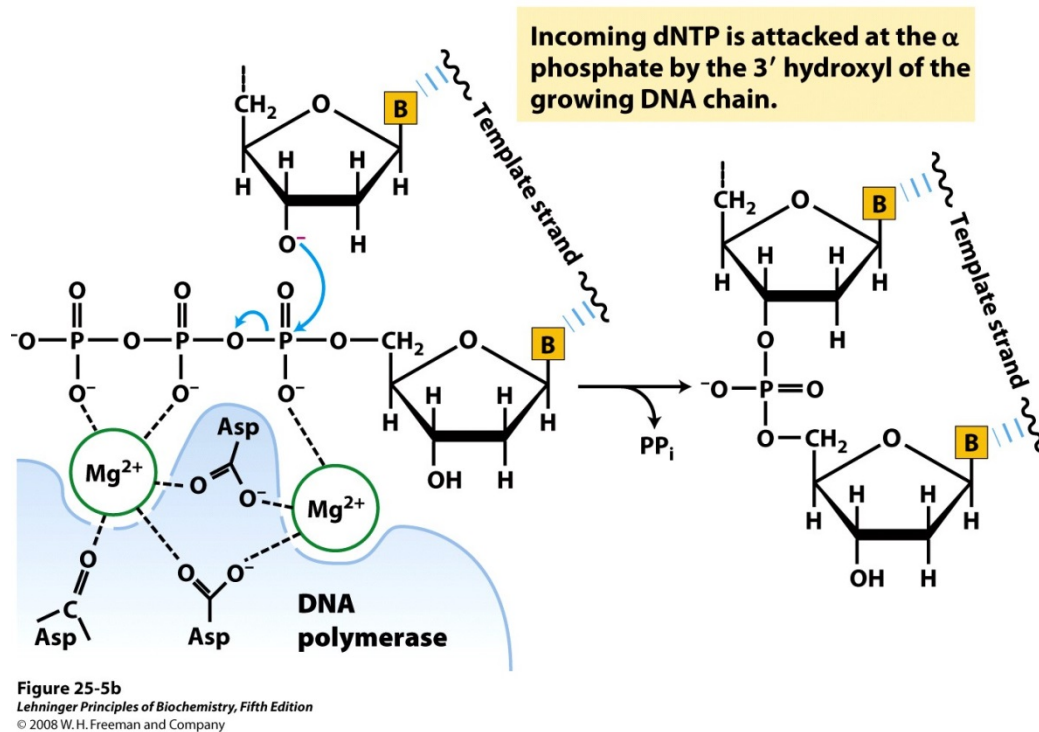 Incoming dNTP is attacked at the α
phosphate by the 3′ hydroxyl of the
growing DNA chain.
CH2
O
B
H
H
H
H
O−
H
Template strand
O
O
O
−O—P—O—P—O—P—O—CH2
O−
O−
O−
O
B
H
H
H
H
OH
H
Mg2+
Asp
O
O−
Mg2+
O
C
Asp
O
O−
Asp
DNA
polymerase
PPi
CH2
O
B
H
H
H
H
O
H
Template strand
−O—P=O
O—CH2
O
B
H
H
H
H
OH
H
Figure 25-5b
Lehninger Principles of Biochemistry, Fifth Edition
© 2008 W. H. Freeman and Company